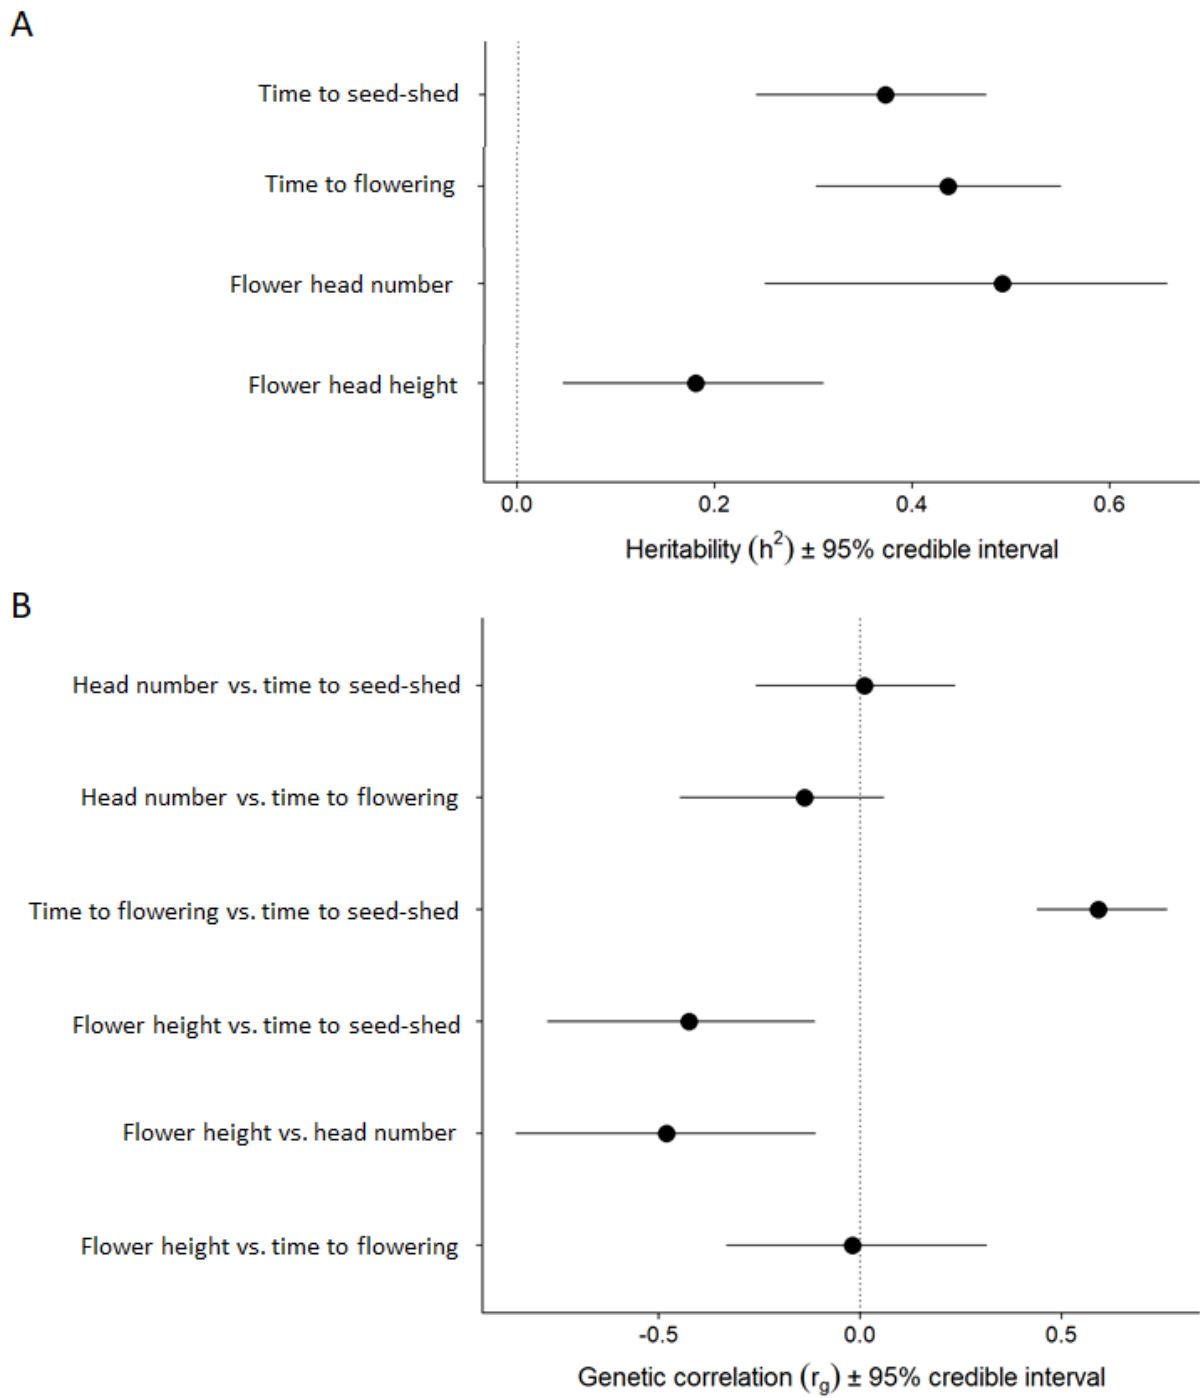 A
Time to seed-shed
Time to flowering
Flower head number
Flower head height
0.0 0.2 0.4 0.6
Heritability (h²) ± 95% credible interval
B
Head number vs. time to seed-shed
Head number vs. time to flowering
Time to flowering vs. time to seed-shed
Flower height vs. time to seed-shed
Flower height vs. head number
Flower height vs. time to flowering
-0.5 0.0 0.5
Genetic correlation (rg) ± 95% credible interval